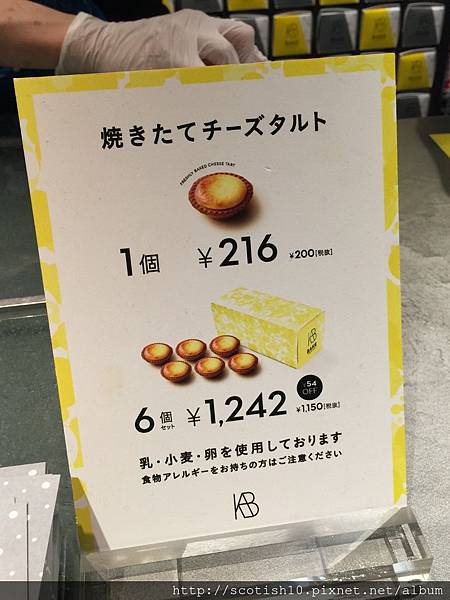 焼きたてチーズタルト
FRESHLY BAKED CHEESE TART
1個 ¥216 ¥200[税抜]
BAKE
¥54 OFF
6個セット ¥1,242 ¥1,150[税抜]
乳・小麦・卵を使用しております
食物アレルギーをお持ちの方はご注意ください
KAB
http://scotish10.pixnet.net/album